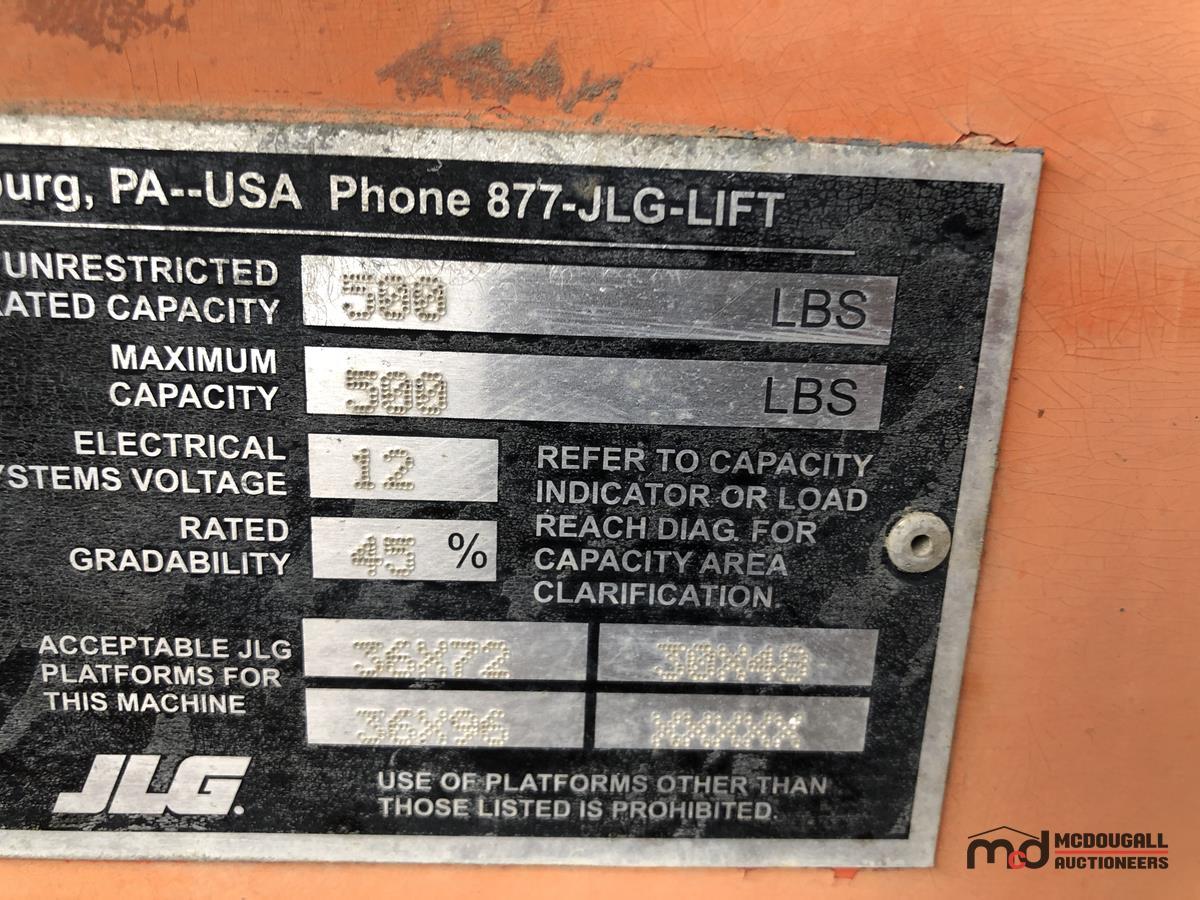 burg, PA--USA Phone 877-JLG-LIFT
UNRESTRICTED
RATED CAPACITY
500 LBS
MAXIMUM
CAPACITY
500 LBS
ELECTRICAL
SYSTEMS VOLTAGE
12
RATED
GRADABILITY
45 %
REFER TO CAPACITY
INDICATOR OR LOAD
REACH DIAG. FOR
CAPACITY AREA
CLARIFICATION.
ACCEPTABLE JLG
PLATFORMS FOR
THIS MACHINE
36X72 30X48
36X96 XXXXX
JLG.
USE OF PLATFORMS OTHER THAN
THOSE LISTED IS PROHIBITED.
mcd MCDOUGALL
AUCTIONEERS